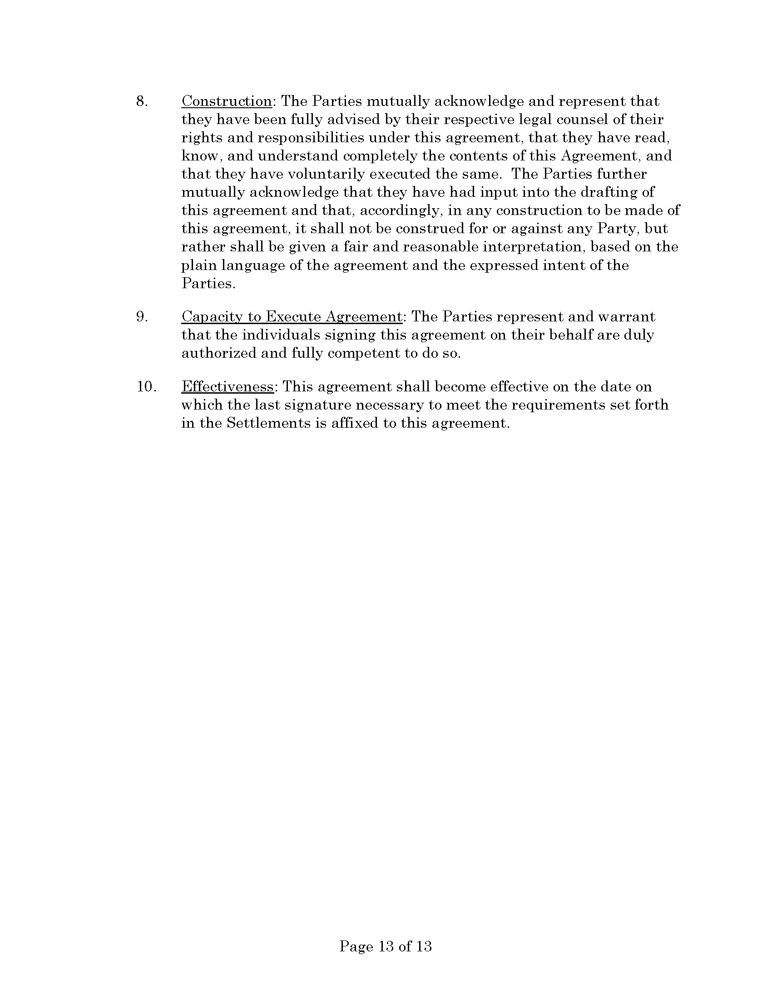 8. Construction: The Parties mutually acknowledge and represent that
they have been fully advised by their respective legal counsel of their
rights and responsibilities under this agreement, that they have read,
know, and understand completely the contents of this Agreement, and
that they have voluntarily executed the same.  The Parties further
mutually acknowledge that they have had input into the drafting of
this agreement and that, accordingly, in any construction to be made of
this agreement, it shall not be construed for or against any Party, but
rather shall be given a fair and reasonable interpretation, based on the
plain language of the agreement and the expressed intent of the
Parties.
9. Capacity to Execute Agreement: The Parties represent and warrant
that the individuals signing this agreement on their behalf are duly
authorized and fully competent to do so.
10. Effectiveness: This agreement shall become effective on the date on
which the last signature necessary to meet the requirements set forth
in the Settlements is affixed to this agreement.
Page 13 of 13